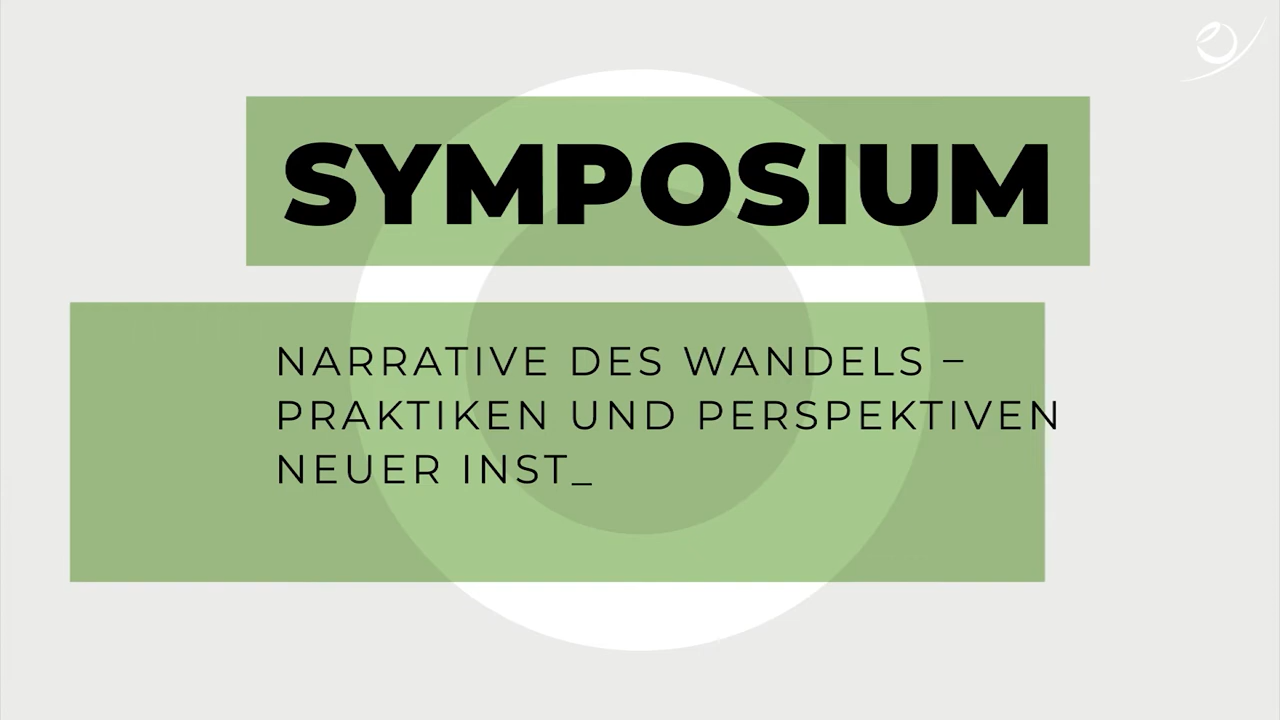 SYMPOSIUM
NARRATIVE DES WANDELS –
PRAKTIKEN UND PERSPEKTIVEN
NEUER INST_